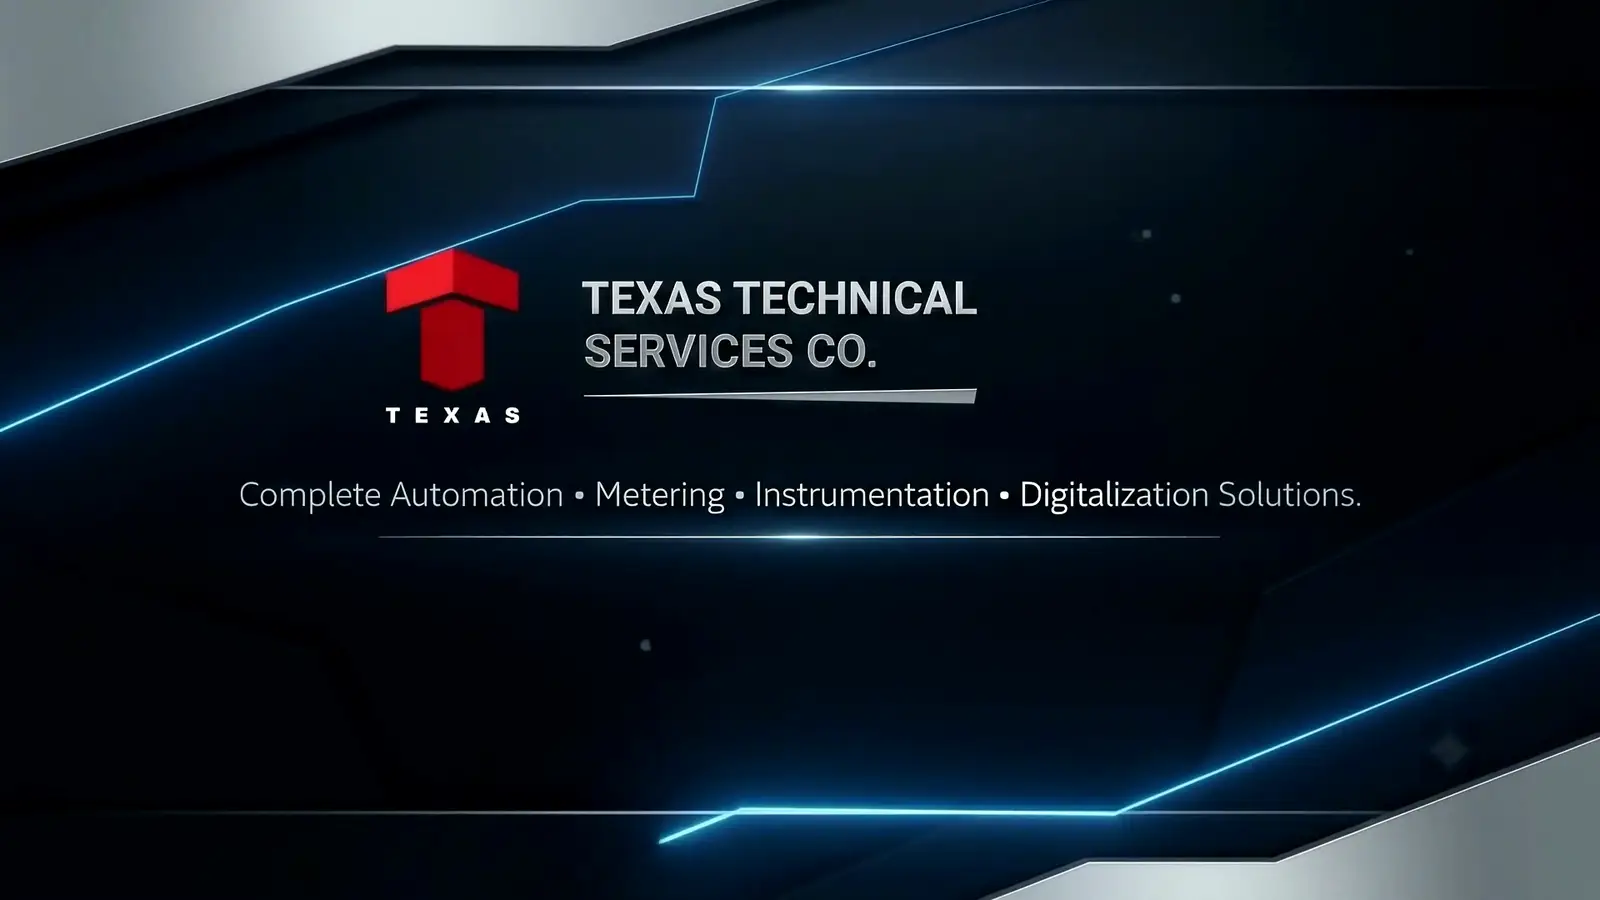 TEXAS
TEXAS TECHNICAL
SERVICES CO.
Complete Automation • Metering • Instrumentation • Digitalization Solutions.